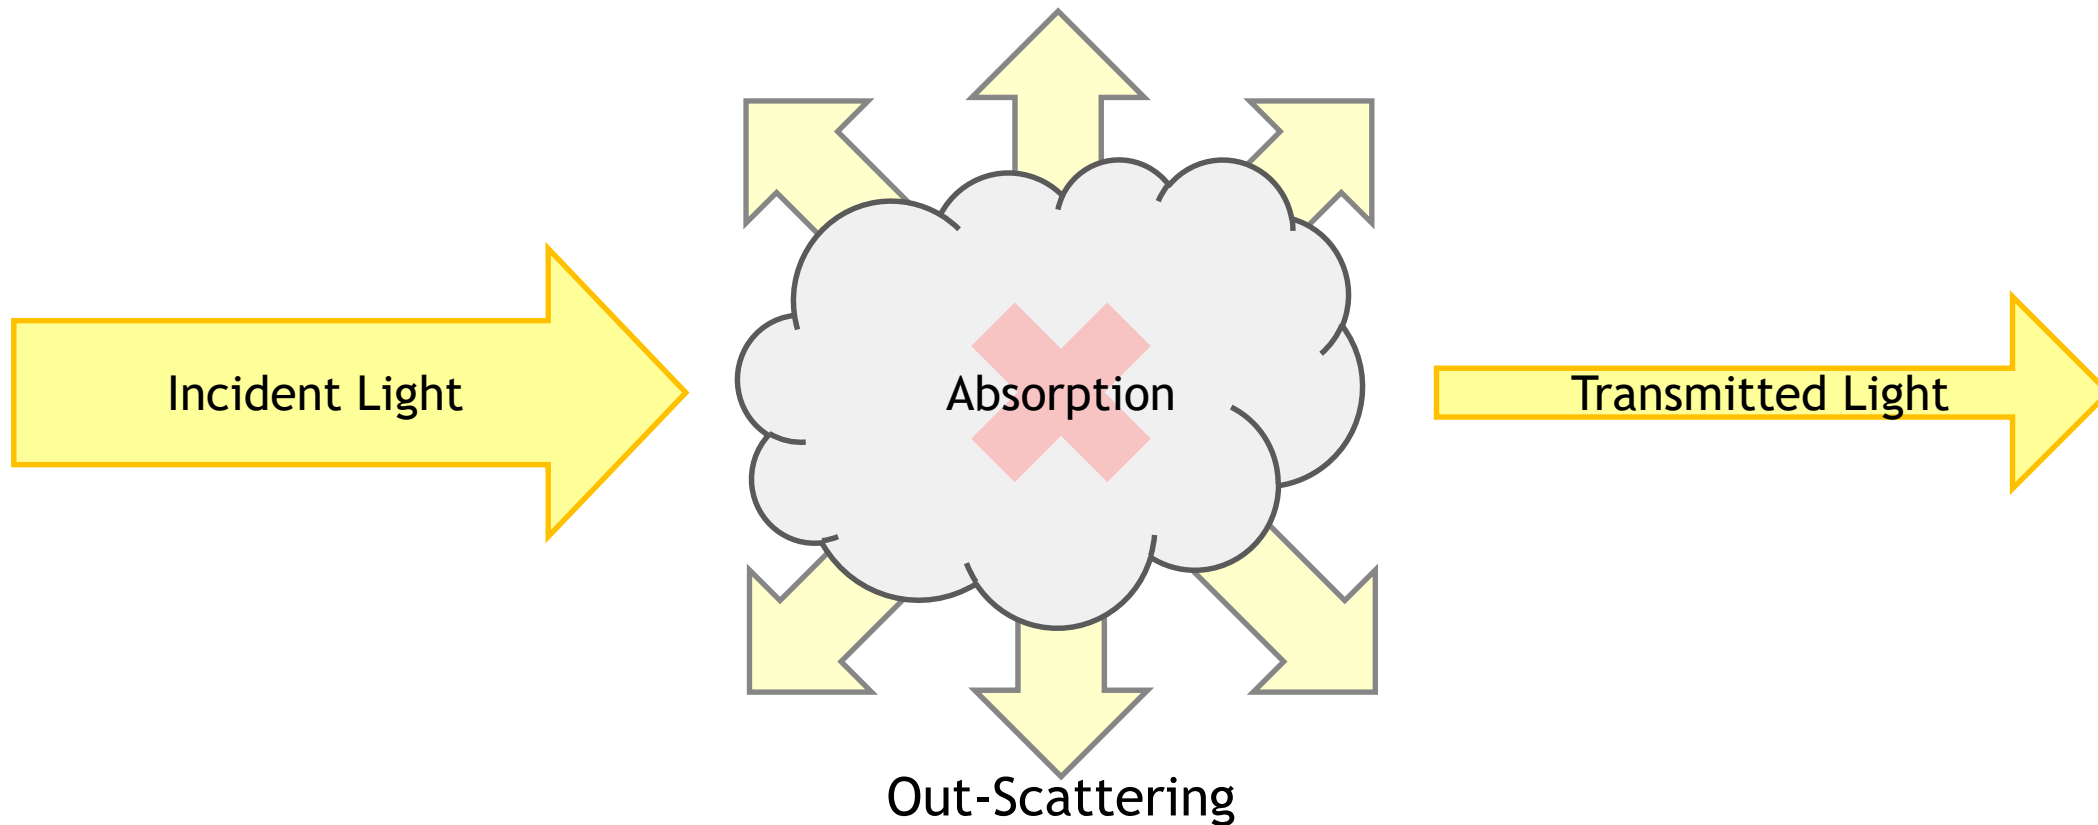 Incident Light
Absorption
Transmitted Light
Out-Scattering